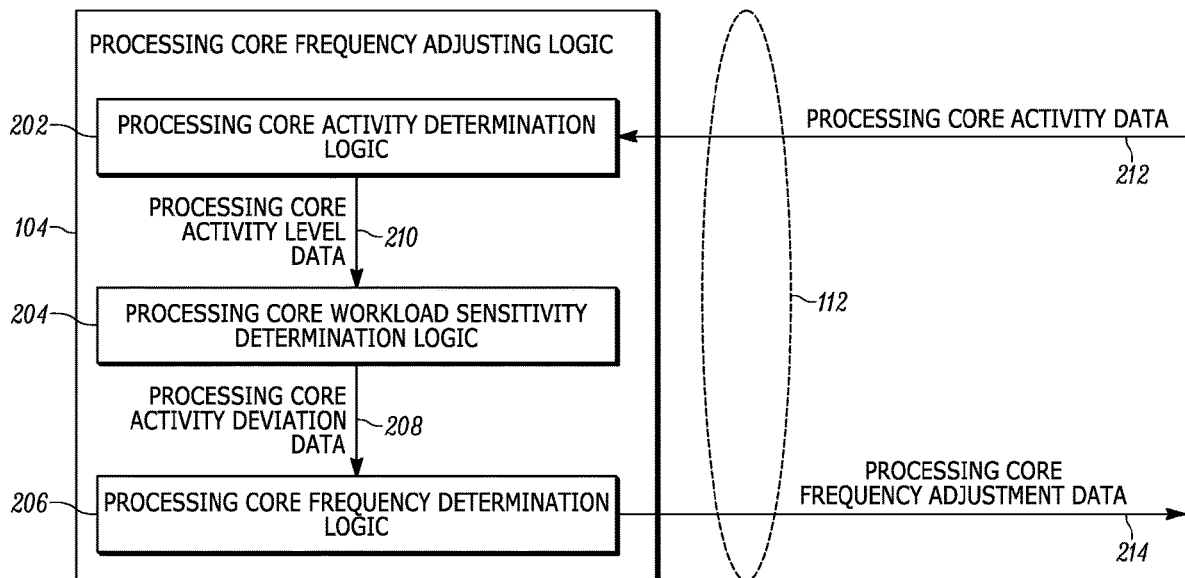 PROCESSING CORE FREQUENCY ADJUSTING LOGIC
202
PROCESSING CORE ACTIVITY DETERMINATION
LOGIC
PROCESSING CORE ACTIVITY DATA
212
104
PROCESSING CORE
ACTIVITY LEVEL
DATA
210
204
PROCESSING CORE WORKLOAD SENSITIVITY
DETERMINATION LOGIC
112
PROCESSING CORE
ACTIVITY DEVIATION
DATA
208
206
PROCESSING CORE FREQUENCY DETERMINATION
LOGIC
PROCESSING CORE
FREQUENCY ADJUSTMENT DATA
214